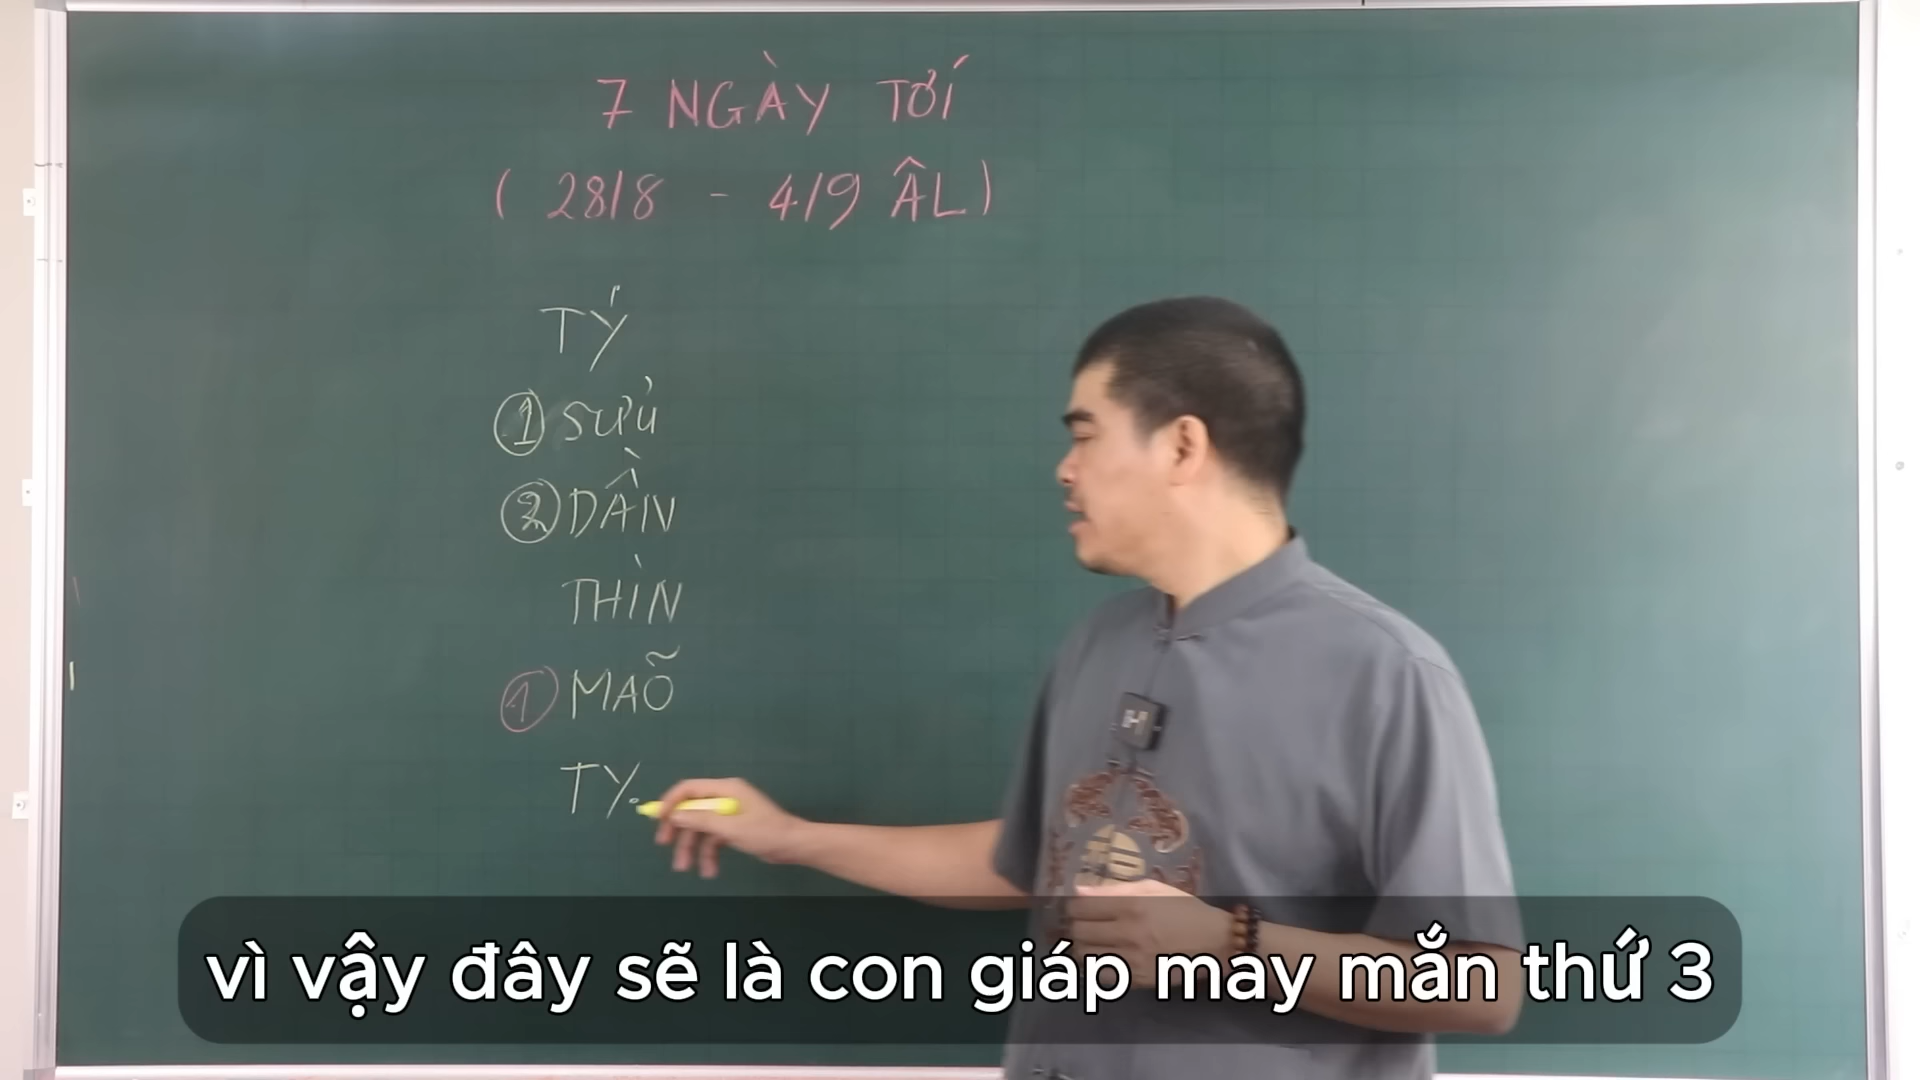 7 NGÀY TỚI
( 28/8 - 4/9 ÂL )
TÝ
① SỬU
② DẦN
THÌN
① MÃO
TỴ
vì vậy đây sẽ là con giáp may mắn thứ 3